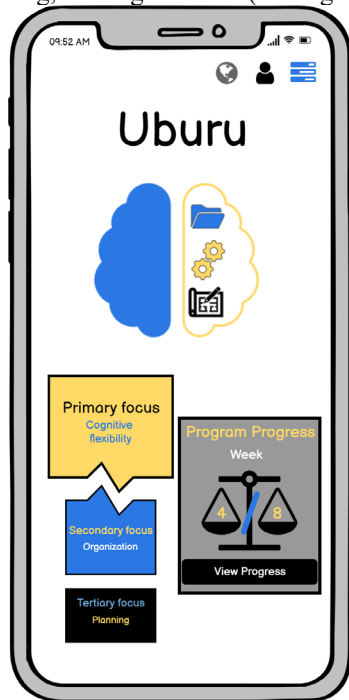 09:52 AM
Uburu
Primary focus
Cognitive
flexibility
Secondary focus
Organization
Tertiary focus
Planning
Program Progress
Week
4 / 8
View Progress